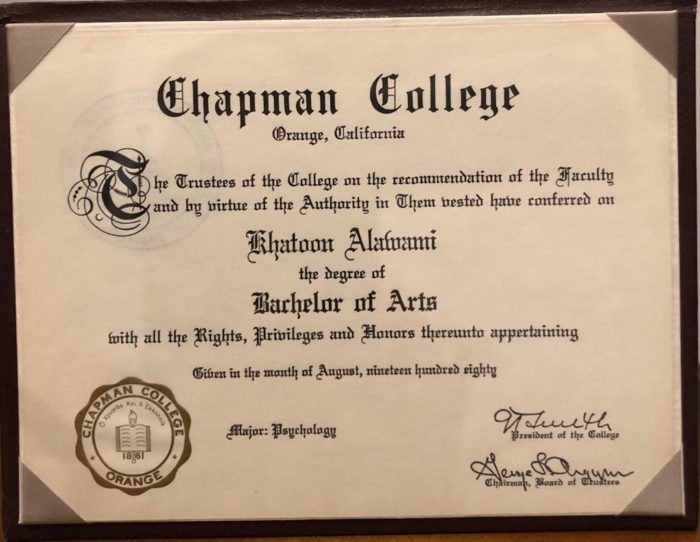 Chapman College
Orange, California
The Trustees of the College on the recommendation of the Faculty
and by virtue of the Authority in Them vested have conferred on
Khatoon Alawami
the degree of
Bachelor of Arts
with all the Rights, Privileges and Honors thereunto appertaining
Given in the month of August, nineteen hundred eighty
CHAPMAN COLLEGE
1861
ORANGE
Major: Psychology
President of the College
Chairman, Board of Trustees